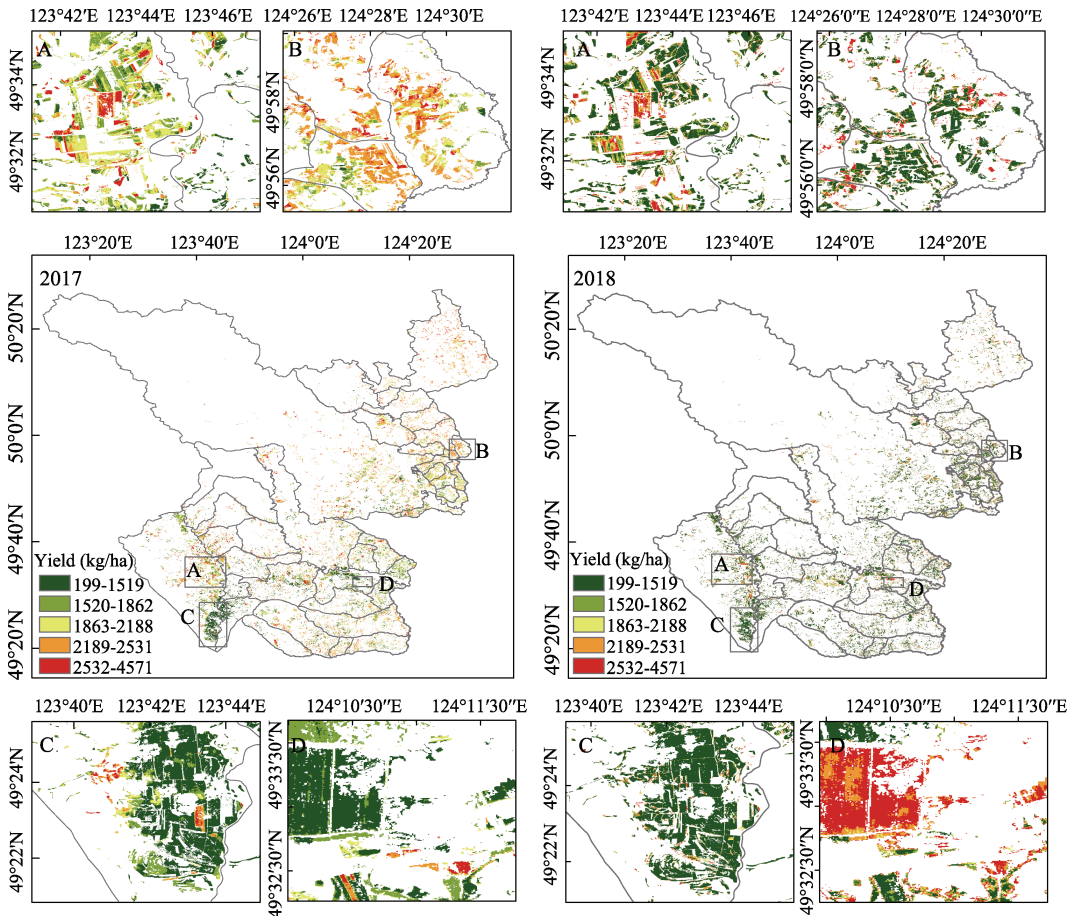 123°42′E 123°44′E 123°46′E
124°26′E 124°28′E 124°30′E
123°42′E 123°44′E 123°46′E
124°26′0″E 124°28′0″E 124°30′0″E
A
49°34′N
49°32′N
B
49°58′N
49°56′N
A
49°34′N
49°32′N
B
49°58′0″N
49°56′0″N
123°20′E 123°40′E 124°0′E 124°20′E
2017
50°20′N
50°0′N
49°40′N
49°20′N
B
A
D
C
Yield (kg/ha)
199-1519
1520-1862
1863-2188
2189-2531
2532-4571
123°20′E 123°40′E 124°0′E 124°20′E
2018
50°20′N
50°0′N
49°40′N
49°20′N
B
A
D
C
Yield (kg/ha)
199-1519
1520-1862
1863-2188
2189-2531
2532-4571
123°40′E 123°42′E 123°44′E
C
49°24′N
49°22′N
124°10′30″E 124°11′30″E
D
49°33′30″N
49°32′30″N
123°40′E 123°42′E 123°44′E
C
49°24′N
49°22′N
124°10′30″E 124°11′30″E
D
49°33′30″N
49°32′30″N